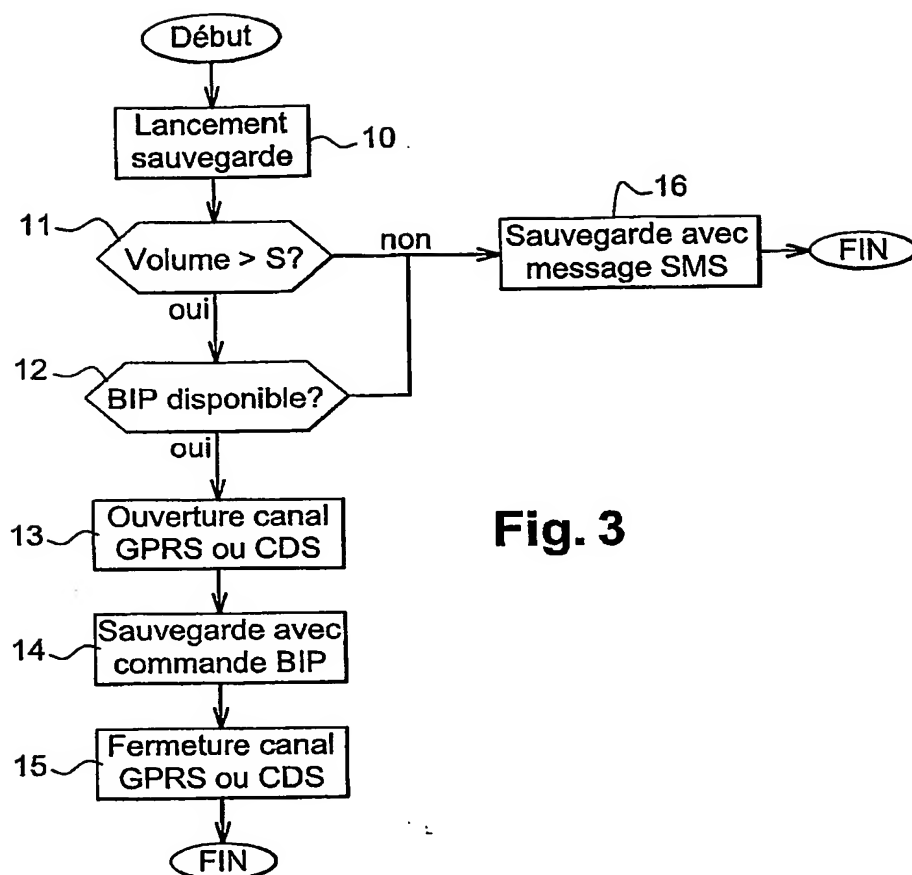 Début
Lancement
sauvegarde
10
11
Volume > S?
non
oui
16
Sauvegarde avec
message SMS
FIN
12
BIP disponible?
oui
13
Ouverture canal
GPRS ou CDS
Fig. 3
14
Sauvegarde avec
commande BIP
15
Fermeture canal
GPRS ou CDS
FIN